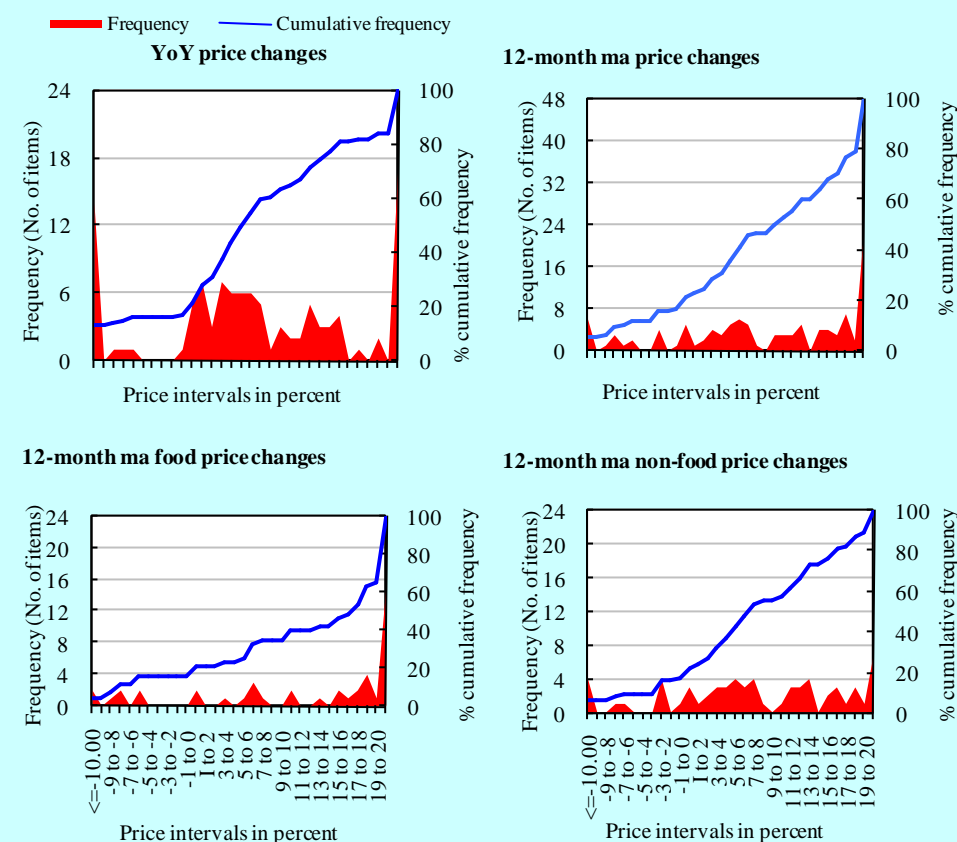 Frequency Cumulative frequency
YoY price changes
24
18
12
6
0
100
80
60
40
20
0
Frequency (No. of items)
% cumulative frequency
Price intervals in percent
12-month ma price changes
48
40
32
24
16
8
0
100
80
60
40
20
0
Frequency (No. of items)
% cumulative frequency
Price intervals in percent
12-month ma food price changes
24
20
16
12
8
4
0
100
80
60
40
20
0
Frequency (No. of items)
% cumulative frequency
<=-10.00
-9 to -8
-7 to -6
-5 to -4
-3 to -2
-1 to 0
1 to 2
3 to 4
5 to 6
7 to 8
9 to 10
11 to 12
13 to 14
15 to 16
17 to 18
19 to 20
Price intervals in percent
12-month ma non-food price changes
24
20
16
12
8
4
0
100
80
60
40
20
0
Frequency (No. of items)
% cumulative frequency
<=-10.00
-9 to -8
-7 to -6
-5 to -4
-3 to -2
-1 to 0
1 to 2
3 to 4
5 to 6
7 to 8
9 to 10
11 to 12
13 to 14
15 to 16
17 to 18
19 to 20
Price intervals in percent